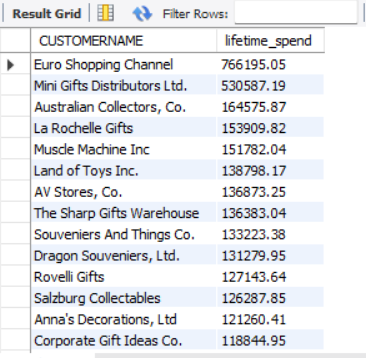 Result Grid Filter Rows:
CUSTOMERNAME lifetime_spend
Euro Shopping Channel 766195.05
Mini Gifts Distributors Ltd. 530587.19
Australian Collectors, Co. 164575.87
La Rochelle Gifts 153909.82
Muscle Machine Inc 151782.04
Land of Toys Inc. 138798.17
AV Stores, Co. 136873.25
The Sharp Gifts Warehouse 136383.04
Souveniers And Things Co. 133223.38
Dragon Souveniers, Ltd. 131279.95
Rovelli Gifts 127143.64
Salzburg Collectables 126287.85
Anna's Decorations, Ltd 121260.41
Corporate Gift Ideas Co. 118844.95